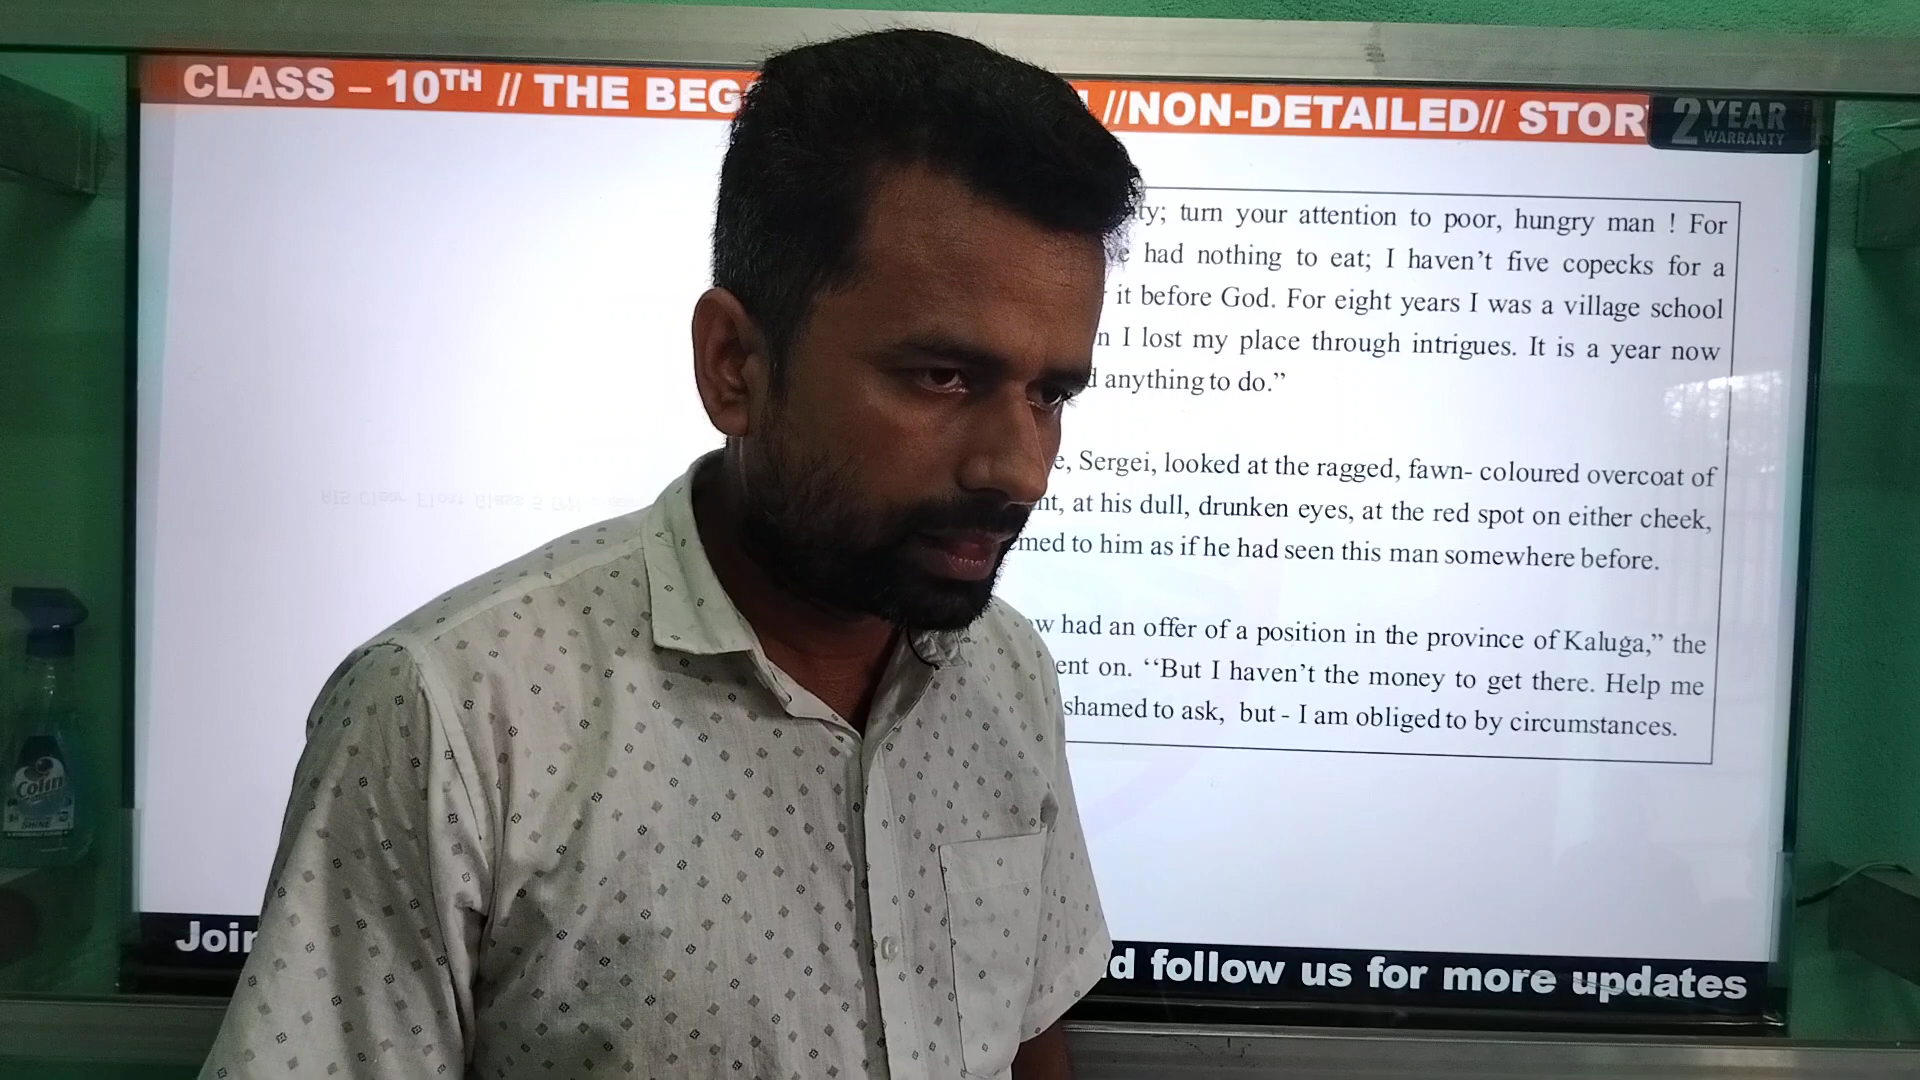 CLASS – 10TH // THE BEG //NON-DETAILED// STOR
2 YEAR
WARRANTY
ty; turn your attention to poor, hungry man ! For
had nothing to eat; I haven't five copecks for a
it before God. For eight years I was a village school
n I lost my place through intrigues. It is a year now
d anything to do.”
e, Sergei, looked at the ragged, fawn- coloured overcoat of
nt, at his dull, drunken eyes, at the red spot on either cheek,
emed to him as if he had seen this man somewhere before.
w had an offer of a position in the province of Kaluga,” the
ent on. ‘‘But I haven’t the money to get there. Help me
shamed to ask, but - I am obliged to by circumstances.
Colin
SHINE
Join d follow us for more updates